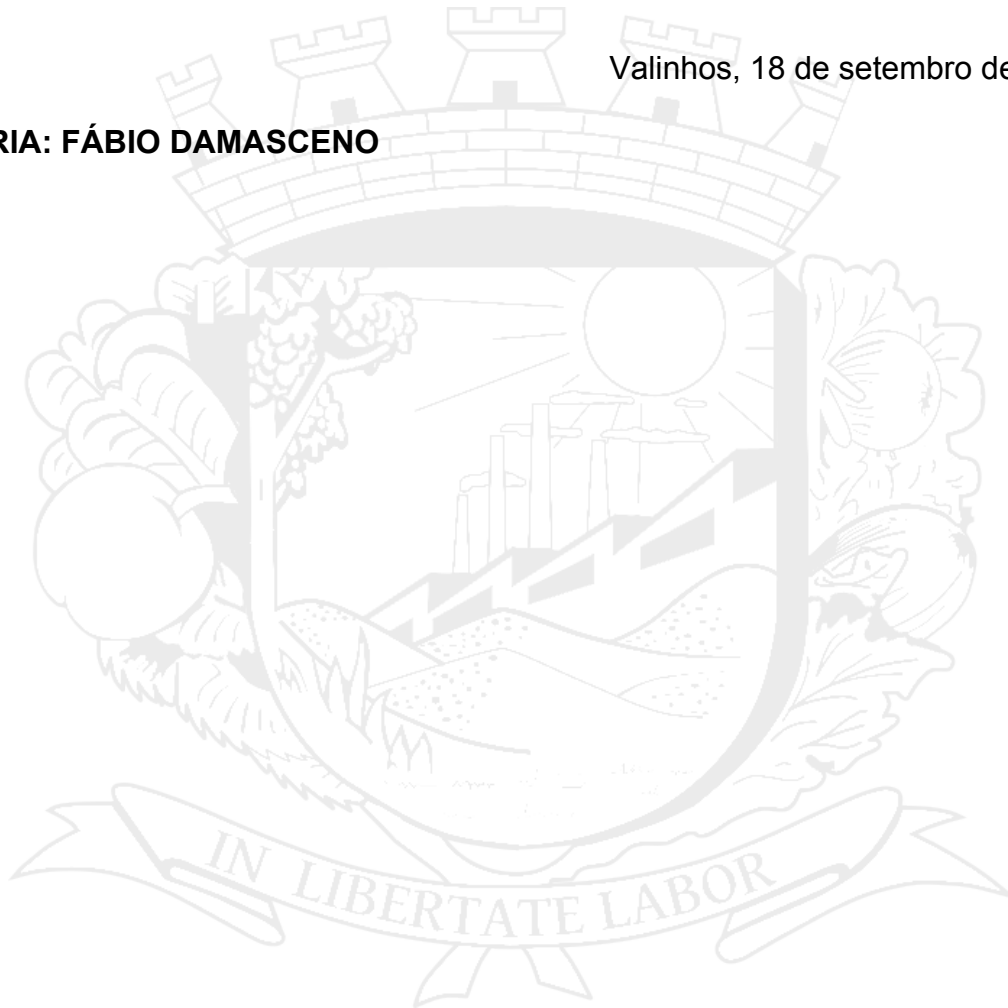 Valinhos, 18 de setembro de
RIA: FÁBIO DAMASCENO
IN LIBERTATE LABOR